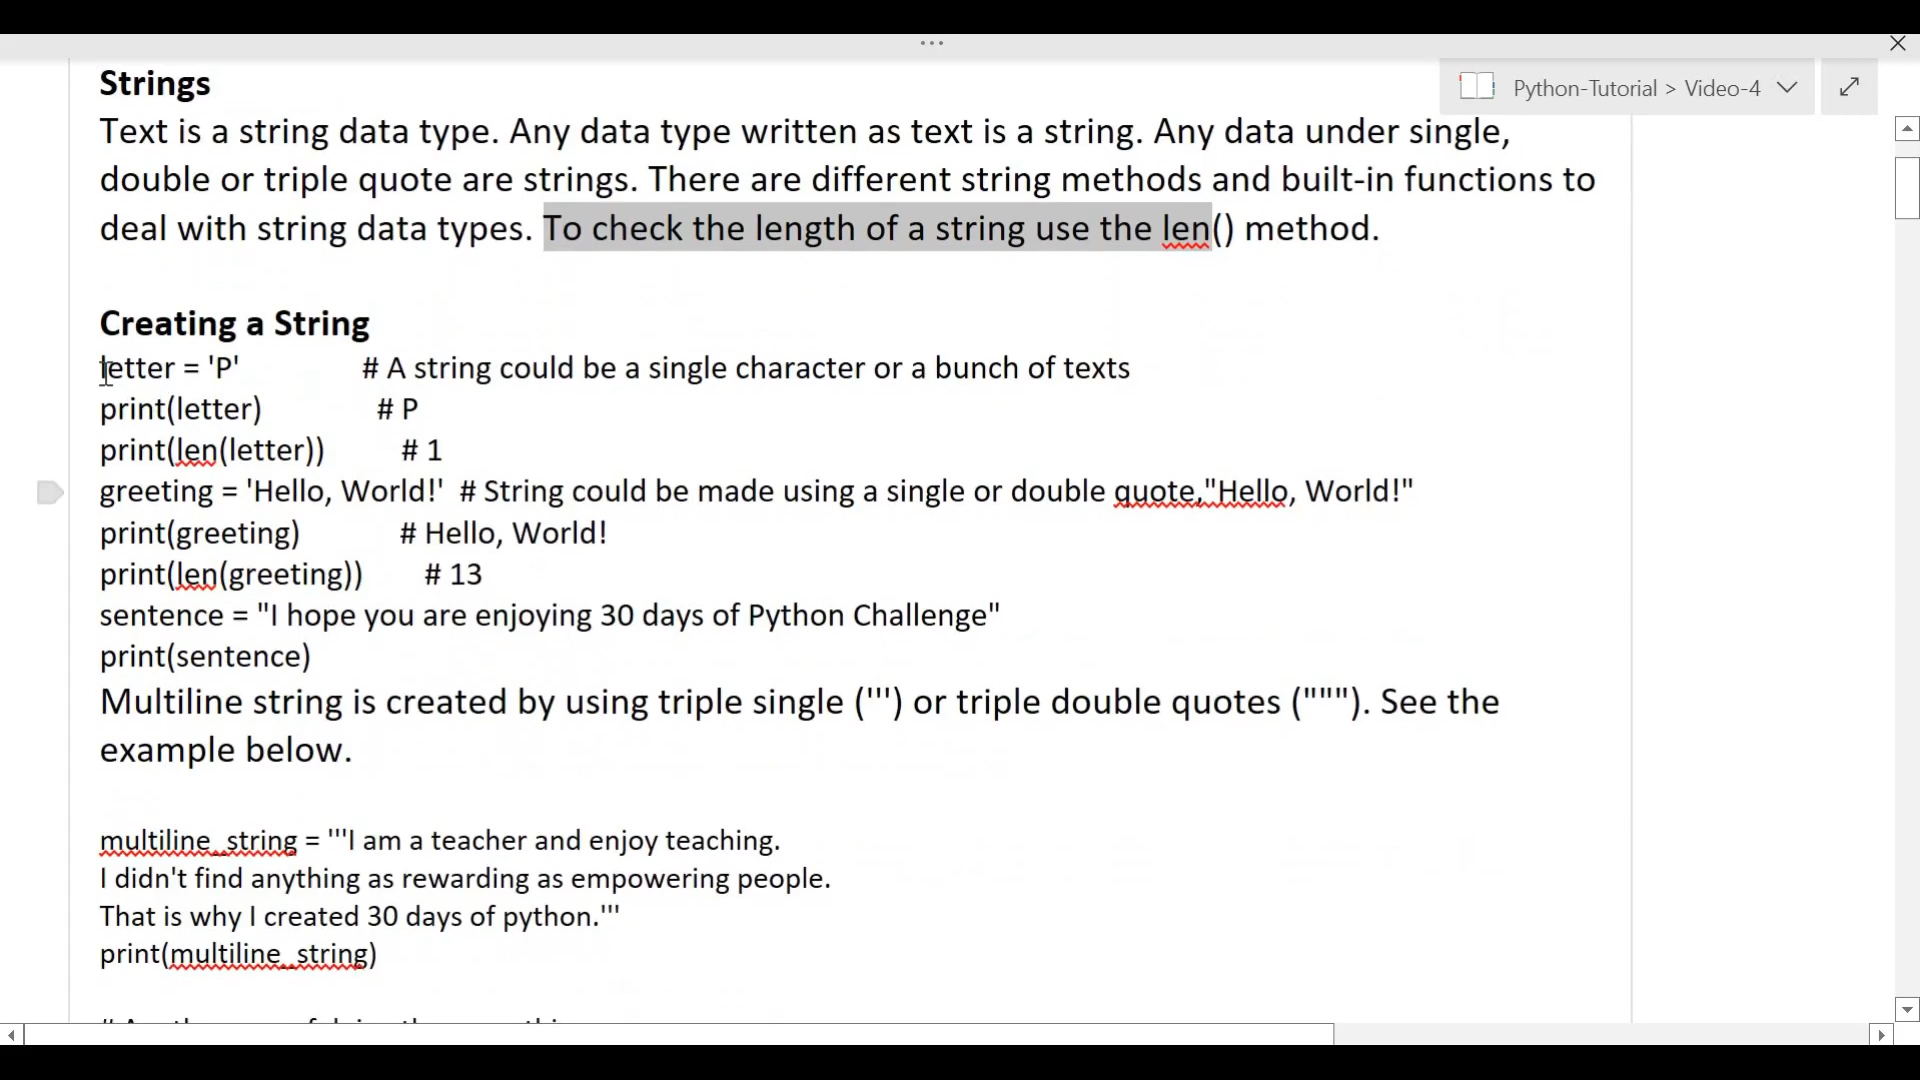 Strings
Python-Tutorial > Video-4
Text is a string data type. Any data type written as text is a string. Any data under single,
double or triple quote are strings. There are different string methods and built-in functions to
deal with string data types. To check the length of a string use the len() method.
Creating a String
letter = 'P' # A string could be a single character or a bunch of texts
print(letter) # P
print(len(letter)) # 1
greeting = 'Hello, World!' # String could be made using a single or double quote,"Hello, World!"
print(greeting) # Hello, World!
print(len(greeting)) # 13
sentence = "I hope you are enjoying 30 days of Python Challenge"
print(sentence)
Multiline string is created by using triple single (''') or triple double quotes ("""). See the
example below.
multiline_string = '''I am a teacher and enjoy teaching.
I didn't find anything as rewarding as empowering people.
That is why I created 30 days of python.'''
print(multiline_string)